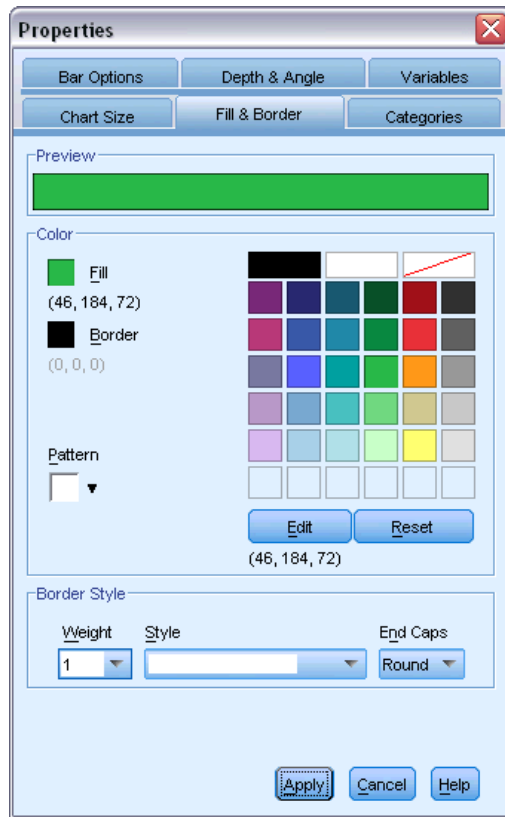 Properties
Bar Options Depth & Angle Variables
Chart Size Fill & Border Categories
Preview
Color
Fill
(46, 184, 72)
Border
(0, 0, 0)
Pattern
Edit Reset
(46, 184, 72)
Border Style
Weight Style End Caps
1 Round
Apply Cancel Help